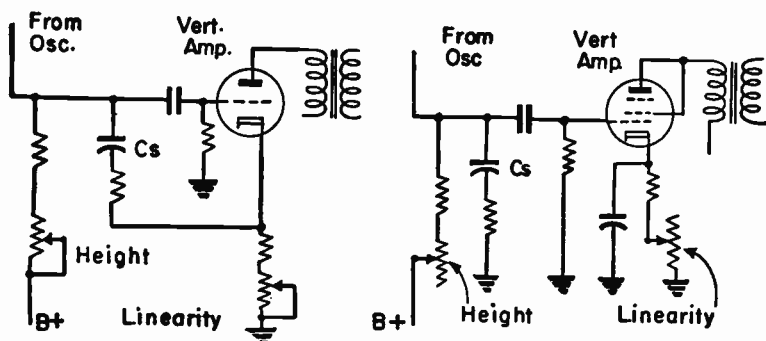 From
Osc.
Vert.
Amp.
Cs
Height
B+
Linearity
From
Osc
Vert
Amp.
Cs
B+
Height
Linearity